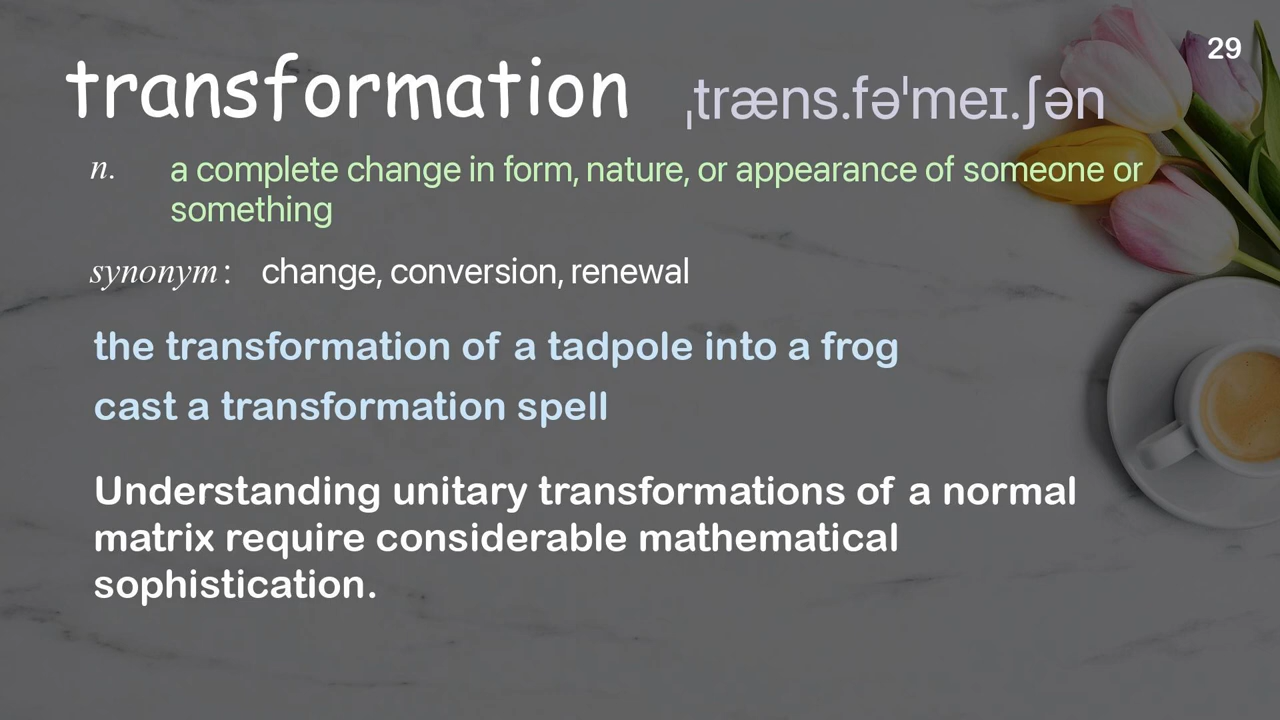 29
transformation ˌtræns.fəˈmeɪ.ʃən
n. a complete change in form, nature, or appearance of someone or
something
synonym: change, conversion, renewal
the transformation of a tadpole into a frog
cast a transformation spell
Understanding unitary transformations of a normal
matrix require considerable mathematical
sophistication.